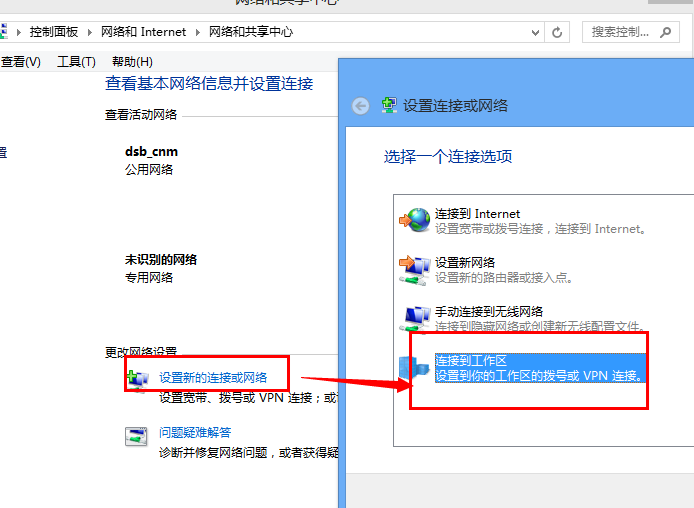 网络和共享中心
控制面板 ▸ 网络和 Internet ▸ 网络和共享中心
搜索控制...
查看(V) 工具(T) 帮助(H)
查看基本网络信息并设置连接
查看活动网络
置
dsb_cnm
公用网络
未识别的网络
专用网络
更改网络设置
设置新的连接或网络
设置宽带、拨号或 VPN 连接；或
问题疑难解答
诊断并修复网络问题，或者获得疑
设置连接或网络
选择一个连接选项
连接到 Internet
设置宽带或拨号连接，连接到 Internet。
设置新网络
设置新的路由器或接入点。
手动连接到无线网络
连接到隐藏网络或创建新无线配置文件。
连接到工作区
设置到你的工作区的拨号或 VPN 连接。